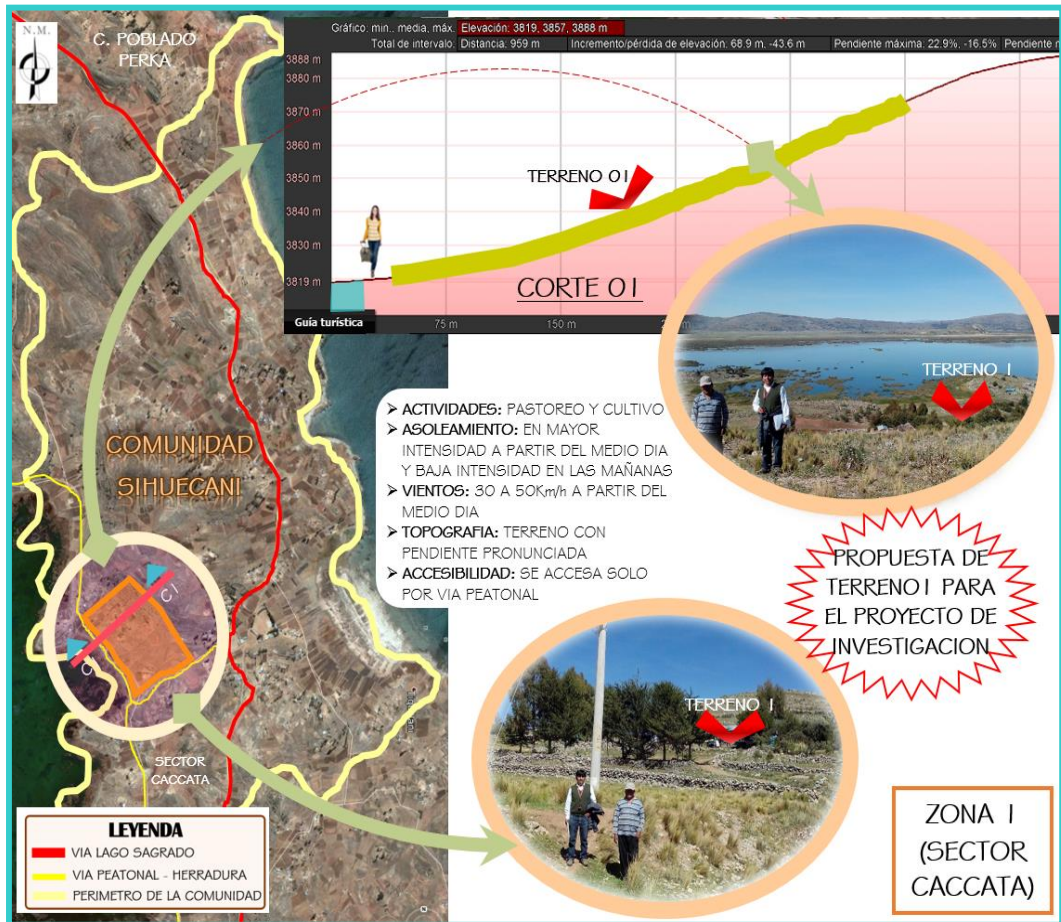 N.M.
C. POBLADO
PERKA
Gráfico: min., media, máx. Elevación: 3819, 3857, 3888 m
Total de intervalo: Distancia: 959 m Incremento/pérdida de elevación: 68.9 m, -43.6 m Pendiente máxima: 22.9%, -16.5% Pendiente m
3888 m
3880 m
3870 m
3860 m
3850 m
3840 m
3830 m
3819 m
TERRENO 01
CORTE 01
Guía turística
75 m
150 m
TERRENO 1
COMUNIDAD
SIHUECANI
➢ ACTIVIDADES: PASTOREO Y CULTIVO
➢ ASOLEAMIENTO: EN MAYOR
INTENSIDAD A PARTIR DEL MEDIO DIA
Y BAJA INTENSIDAD EN LAS MAÑANAS
➢ VIENTOS: 30 A 50Km/h A PARTIR DEL
MEDIO DIA
➢ TOPOGRAFIA: TERRENO CON
PENDIENTE PRONUNCIADA
➢ ACCESIBILIDAD: SE ACCESA SOLO
POR VIA PEATONAL
PROPUESTA DE
TERRENO1 PARA
EL PROYECTO DE
INVESTIGACION
C1
TERRENO 1
SECTOR
CACCATA
LEYENDA
VIA LAGO SAGRADO
VIA PEATONAL - HERRADURA
PERIMETRO DE LA COMUNIDAD
ZONA 1
(SECTOR
CACCATA)